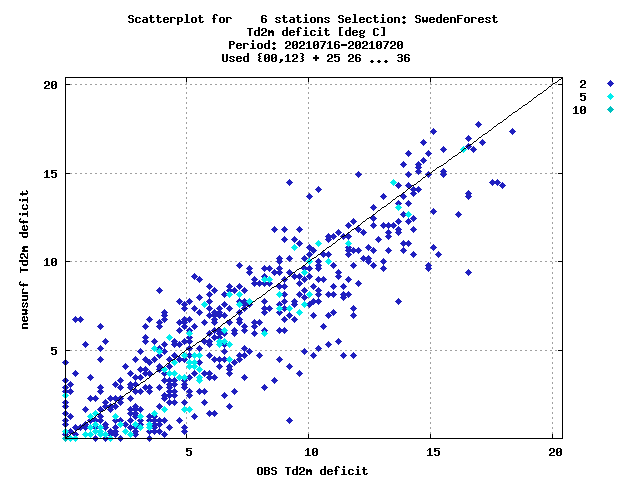 Scatterplot for 6 stations Selection: SwedenForest
Td2m deficit [deg C]
Period: 20210716-20210720
Used {00,12} + 25 26 ... 36
20
15
10
5
newsurf Td2m deficit
5
10
15
20
OBS Td2m deficit
2
5
10